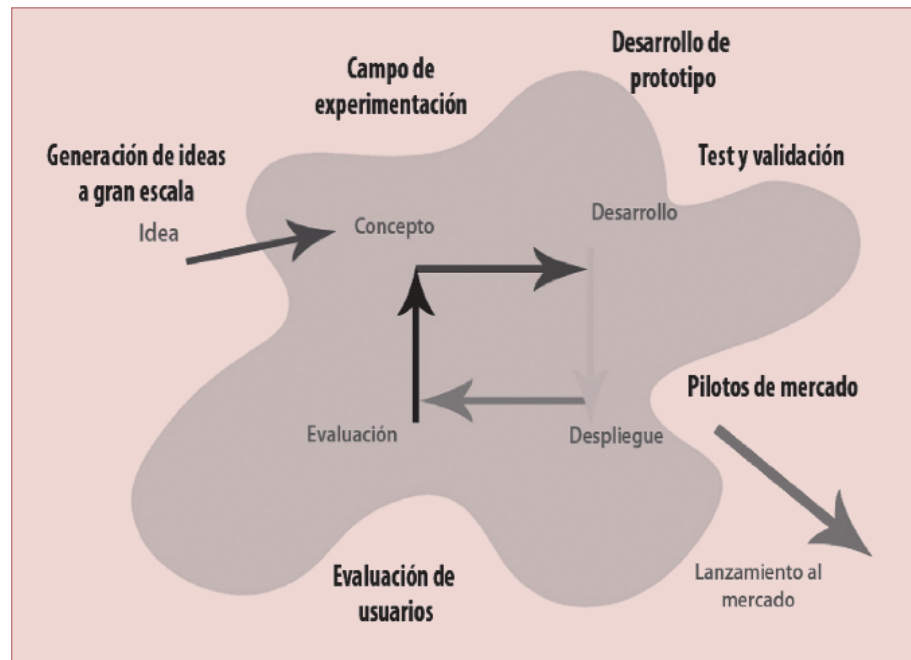 Desarrollo de
prototipo
Campo de
experimentación
Generación de ideas
a gran escala
Test y validación
Idea
Concepto
Desarrollo
Pilotos de mercado
Evaluación
Despliegue
Evaluación de
usuarios
Lanzamiento al
mercado